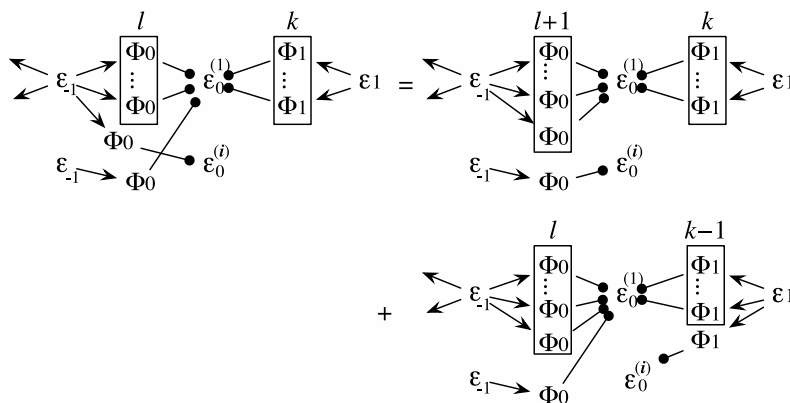 l k l+1 k
Φ0 ε0^(1) Φ1 Φ0 ε0^(1) Φ1
ε-1 ⋮ ⋮ ε1 = ε-1 ⋮ Φ0 ⋮ ε1
Φ0 Φ1 Φ0 Φ1
Φ0 ε0^(i) Φ0 ε0^(i)
ε-1 Φ0 ε-1 Φ0
l k-1
Φ0 ε0^(1) Φ1
+ ε-1 ⋮ ⋮ ε1
Φ0 Φ1
Φ0 Φ1
ε0^(i)
ε-1 Φ0